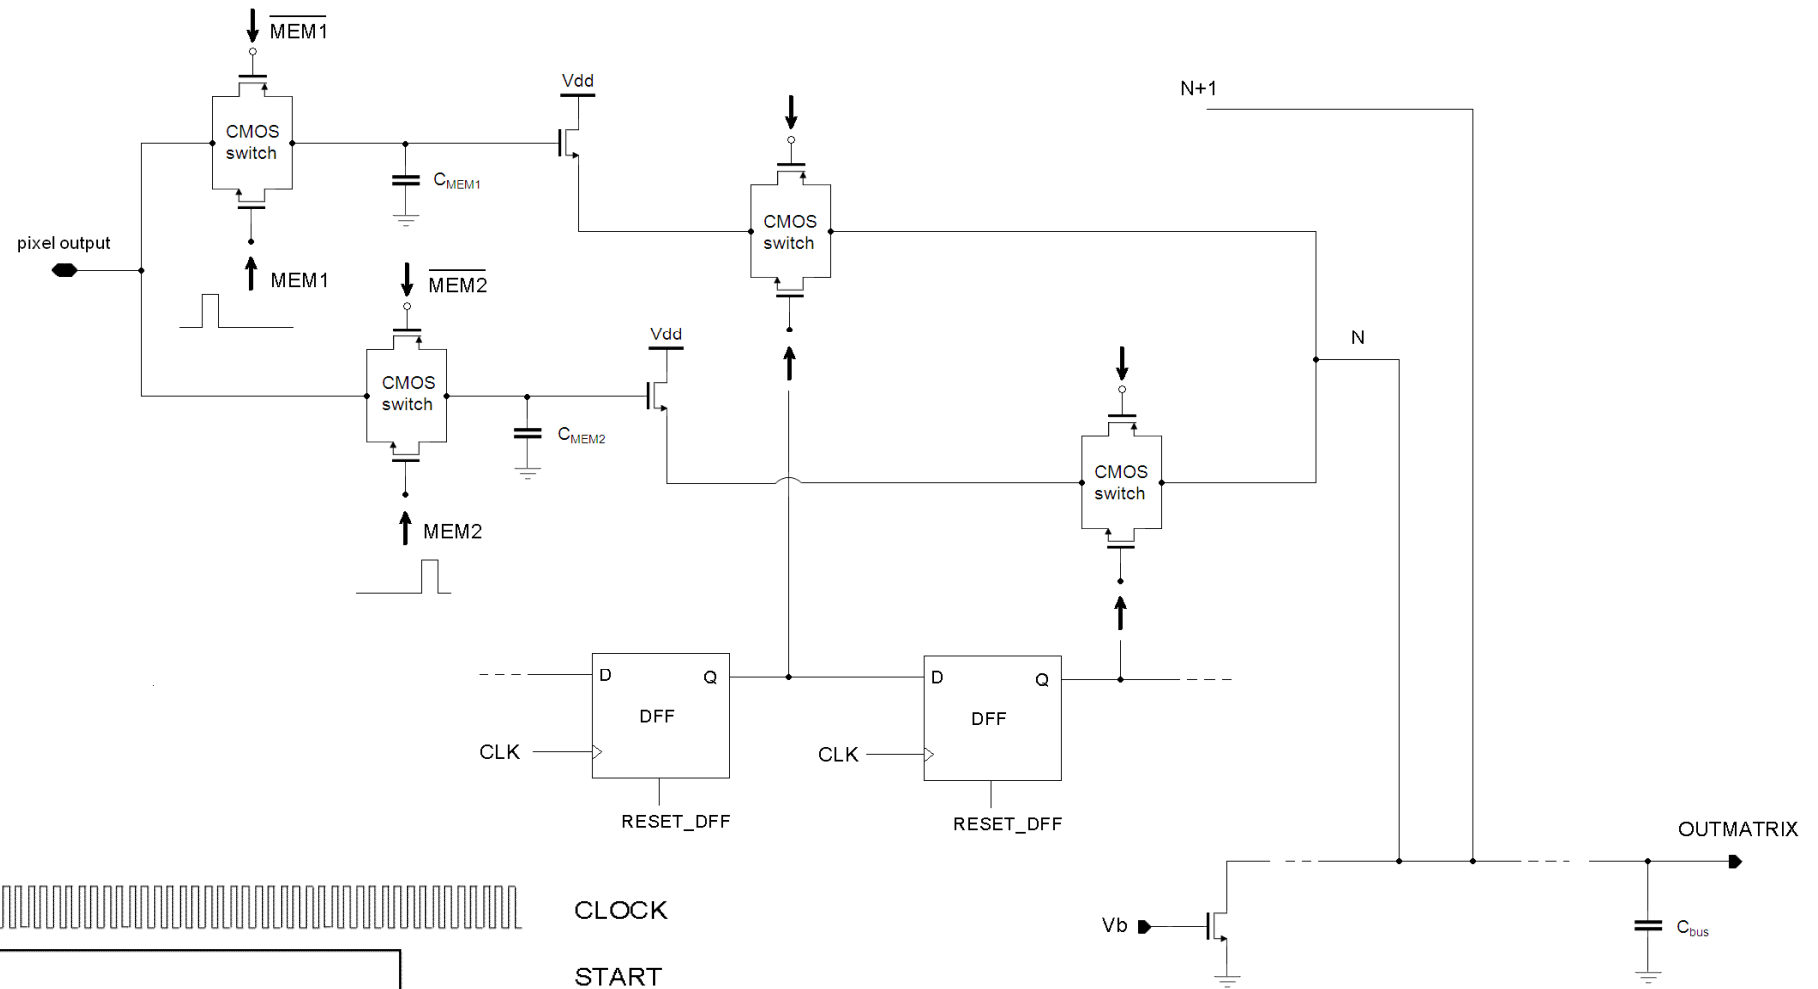 MEM1
CMOS
switch
Vdd
N+1
CMEM1
CMOS
switch
pixel output
MEM1
MEM2
Vdd
N
CMOS
switch
CMEM2
CMOS
switch
MEM2
D Q
DFF
CLK
RESET_DFF
D Q
DFF
CLK
RESET_DFF
OUTMATRIX
Vb
Cbus
CLOCK
START